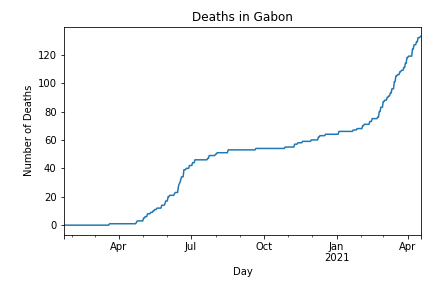 Deaths in Gabon
Number of Deaths
120
100
80
60
40
20
0
Apr
Jul
Oct
Jan
2021
Apr
Day